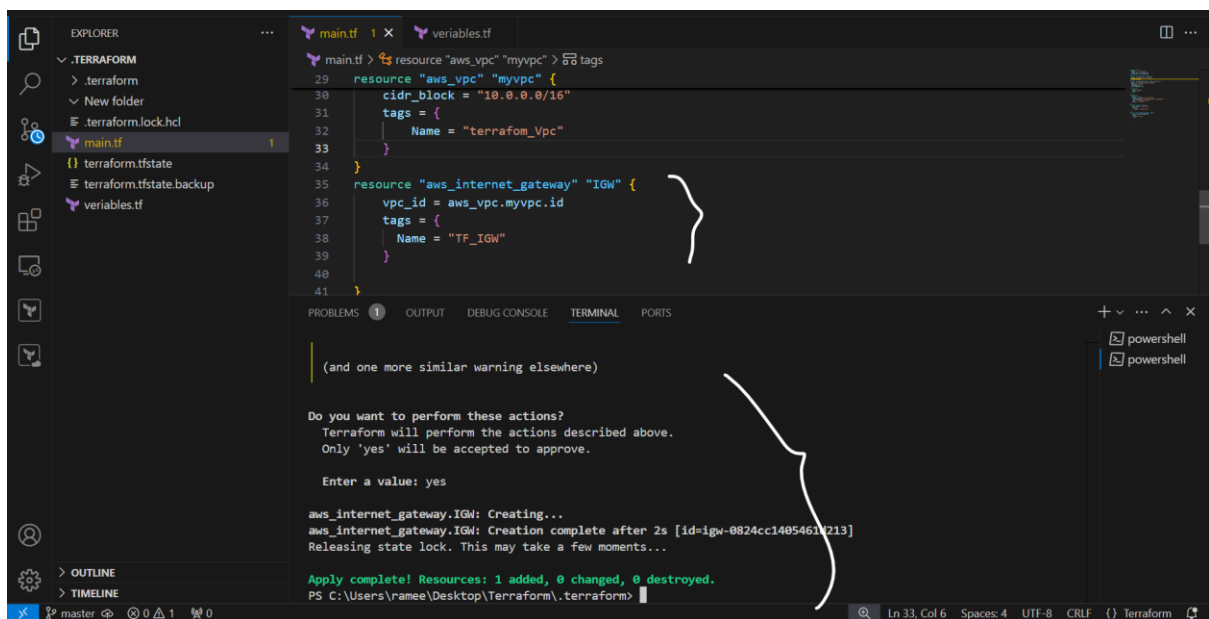 EXPLORER
.TERRAFORM
.terraform
New folder
.terraform.lock.hcl
main.tf 1
terraform.tfstate
terraform.tfstate.backup
veriables.tf
OUTLINE
TIMELINE
main.tf 1
veriables.tf
main.tf > resource "aws_vpc" "myvpc" > tags
29 resource "aws_vpc" "myvpc" {
30 cidr_block = "10.0.0.0/16"
31 tags = {
32 Name = "terrafom_Vpc"
33 }
34 }
35 resource "aws_internet_gateway" "IGW" {
36 vpc_id = aws_vpc.myvpc.id
37 tags = {
38 Name = "TF_IGW"
39 }
40
41 }
PROBLEMS 1 OUTPUT DEBUG CONSOLE TERMINAL PORTS
powershell
powershell
(and one more similar warning elsewhere)
Do you want to perform these actions?
Terraform will perform the actions described above.
Only 'yes' will be accepted to approve.
Enter a value: yes
aws_internet_gateway.IGW: Creating...
aws_internet_gateway.IGW: Creation complete after 2s
Releasing state lock. This may take a few moments...
Apply complete! Resources: 1 added, 0 changed, 0 destroyed.
PS C:\Users\ramee\Desktop\Terraform\.terraform>
master 0 1 0 Ln 33, Col 6 Spaces: 4 UTF-8 CRLF {} Terraform